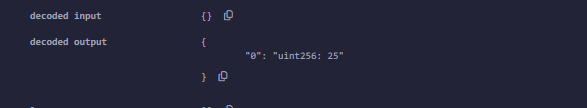 decoded input {}
decoded output {
"0": "uint256: 25"
}